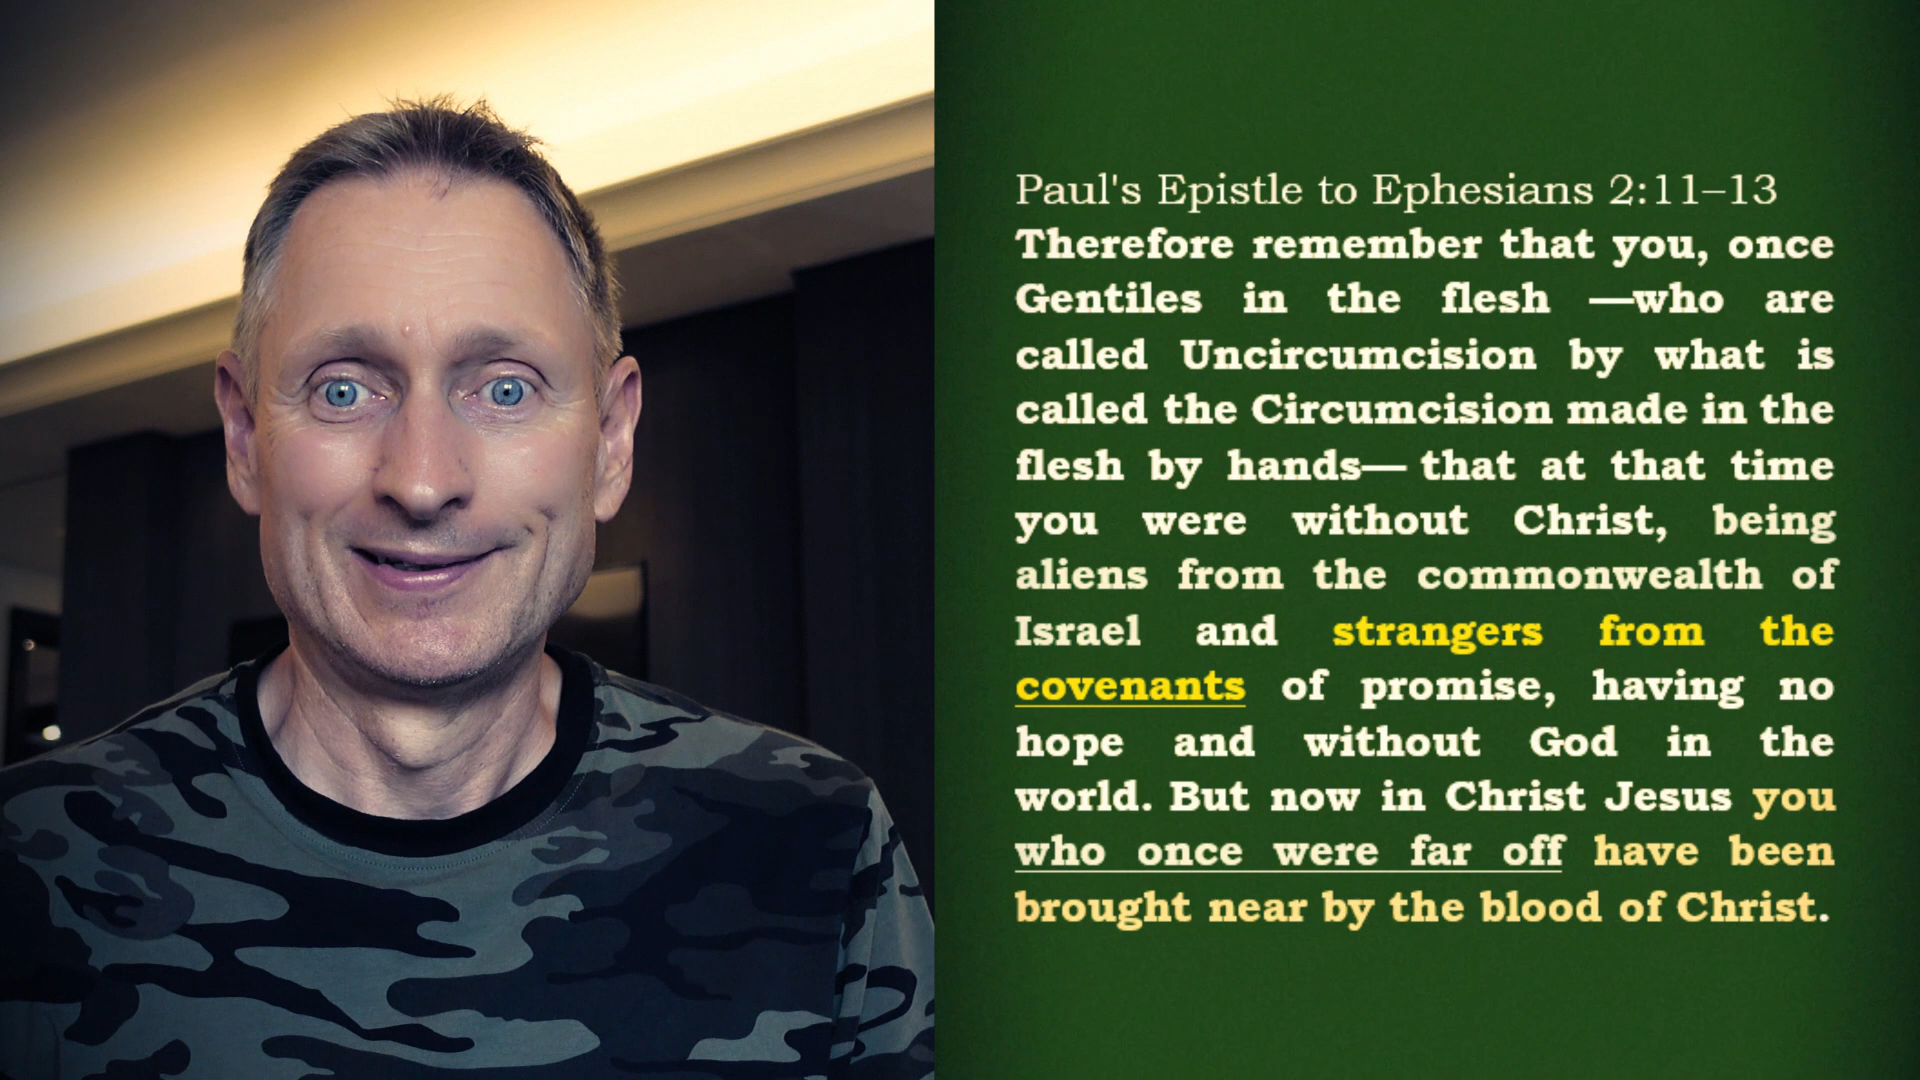 Paul's Epistle to Ephesians 2:11–13
Therefore remember that you, once
Gentiles in the flesh —who are
called Uncircumcision by what is
called the Circumcision made in the
flesh by hands— that at that time
you were without Christ, being
aliens from the commonwealth of
Israel and strangers from the
covenants of promise, having no
hope and without God in the
world. But now in Christ Jesus you
who once were far off have been
brought near by the blood of Christ.